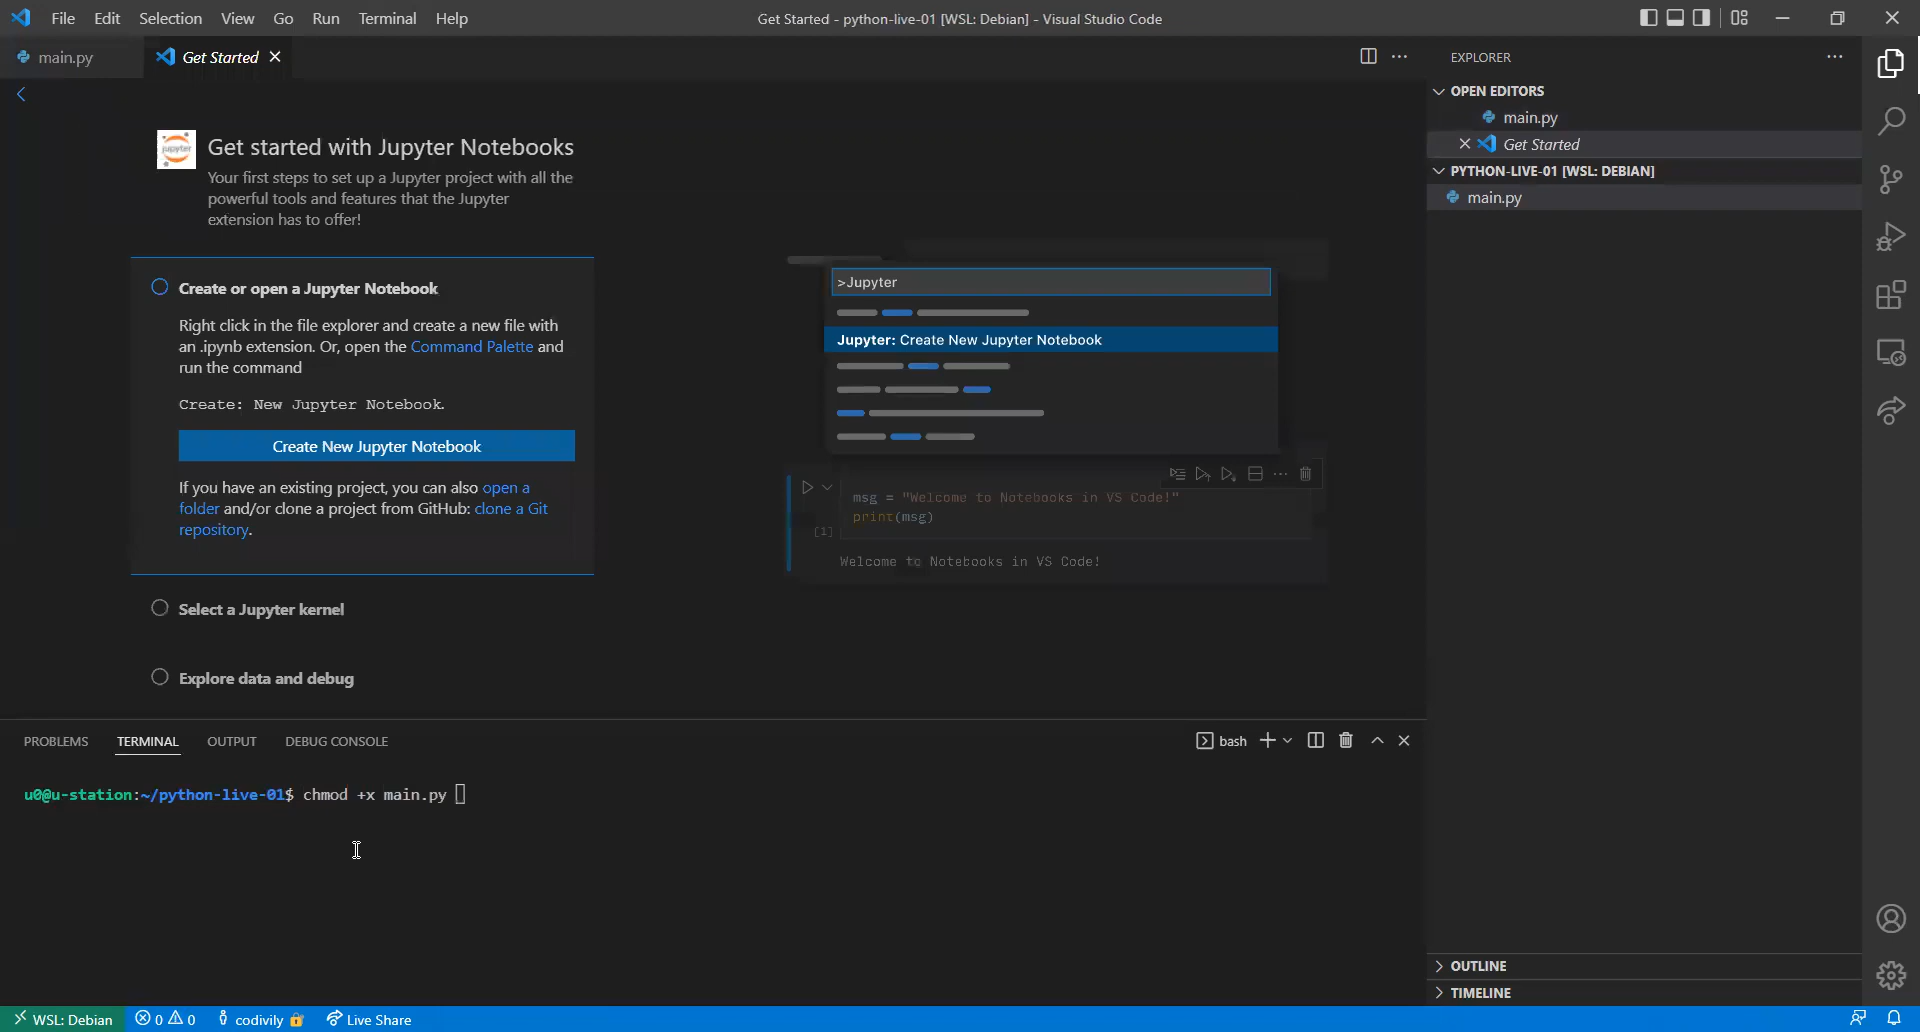 File Edit Selection View Go Run Terminal Help
Get Started - python-live-01 [WSL: Debian] - Visual Studio Code
main.py
Get Started
jupyter
Get started with Jupyter Notebooks
Your first steps to set up a Jupyter project with all the
powerful tools and features that the Jupyter
extension has to offer!
Create or open a Jupyter Notebook
Right click in the file explorer and create a new file with
an .ipynb extension. Or, open the Command Palette and
run the command
Create: New Jupyter Notebook.
Create New Jupyter Notebook
If you have an existing project, you can also open a
folder and/or clone a project from GitHub: clone a Git
repository.
Select a Jupyter kernel
Explore data and debug
>Jupyter
Jupyter: Create New Jupyter Notebook
msg = "Welcome to Notebooks in VS Code!"
print(msg)
[1]
Welcome to Notebooks in VS Code!
EXPLORER
OPEN EDITORS
main.py
Get Started
PYTHON-LIVE-01 [WSL: DEBIAN]
main.py
OUTLINE
TIMELINE
PROBLEMS TERMINAL OUTPUT DEBUG CONSOLE
bash
u0@u-station:~/python-live-01$ chmod +x main.py
WSL: Debian 0 0 codivily Live Share